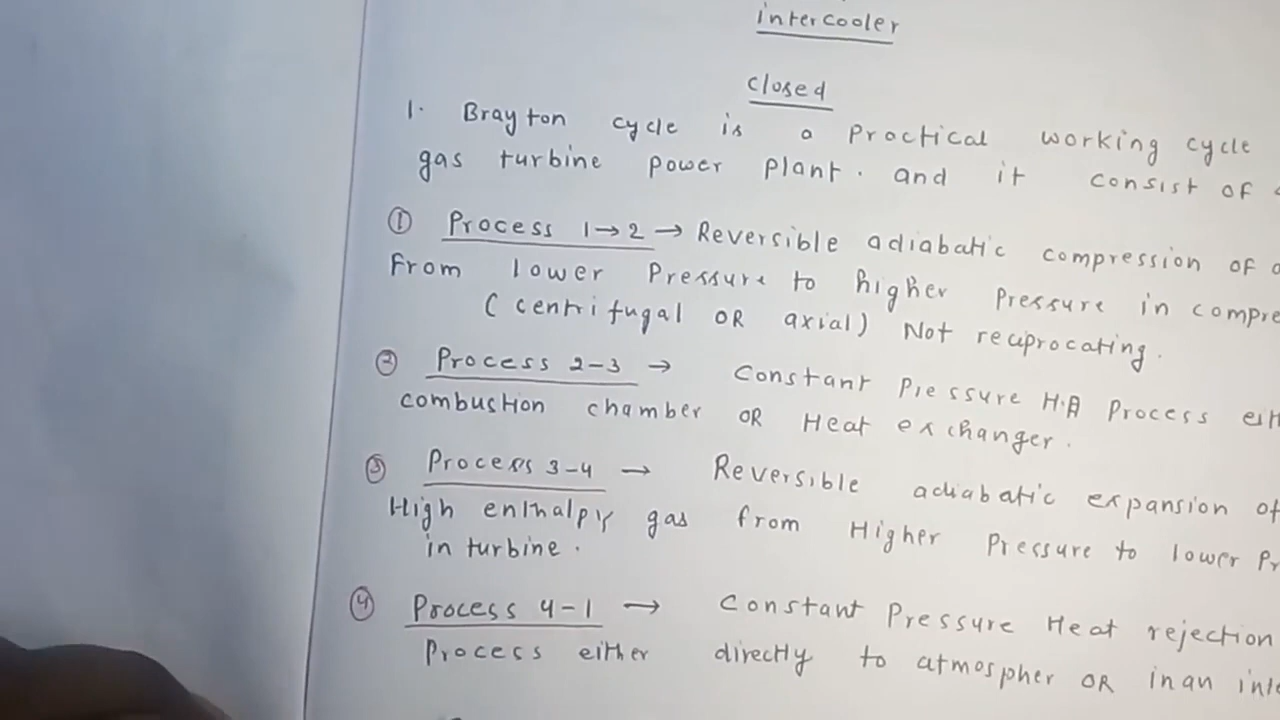 intercooler
closed
1. Brayton cycle is a practical working cycle
gas turbine power plant. and it consist of
① Process 1→2 → Reversible adiabatic compression of
From lower Pressure to higher Pressure in compre
(centrifugal OR axial) Not reciprocating.
② Process 2-3 → Constant Pressure H.A Process eith
combustion chamber OR Heat exchanger.
③ Process 3-4 → Reversible adiabatic expansion of
High enthalpy gas from Higher Pressure to lower Pr
in turbine.
④ Process 4-1 → Constant Pressure Heat rejection
Process either directly to atmospher OR in an inte